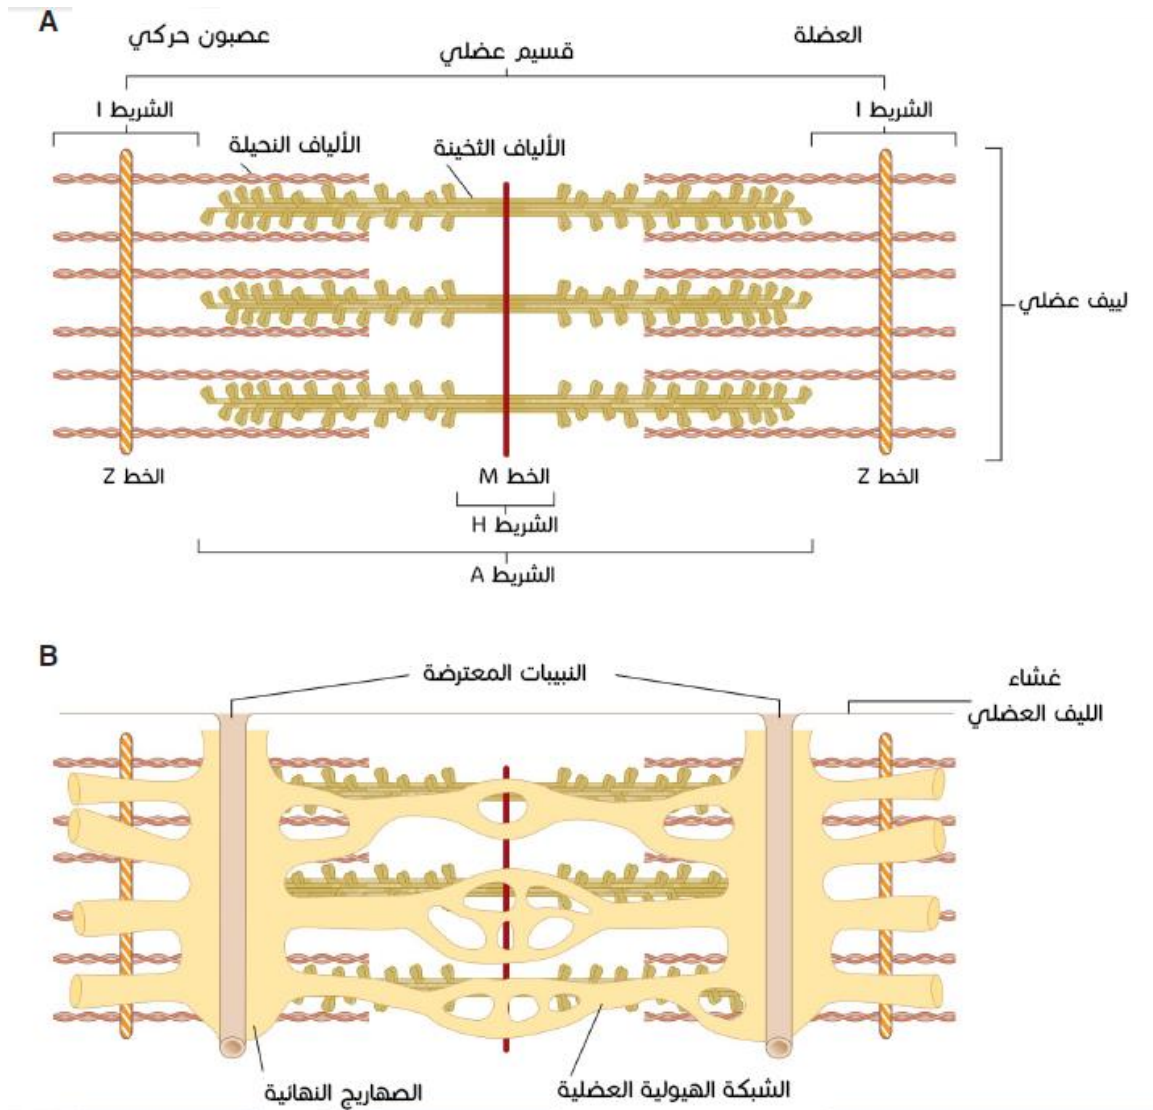 A
العضلة
عصبون حركي
قسيم عضلي
الشريط I
الشريط I
الألياف الثخينة
الألياف النحيلة
لييف عضلي
الخط Z
الخط M
الخط Z
الشريط H
الشريط A
B
النبيبات المعترضة
غشاء
الليف العضلي
الشبكة الهيولية العضلية
الصهاريج النهائية